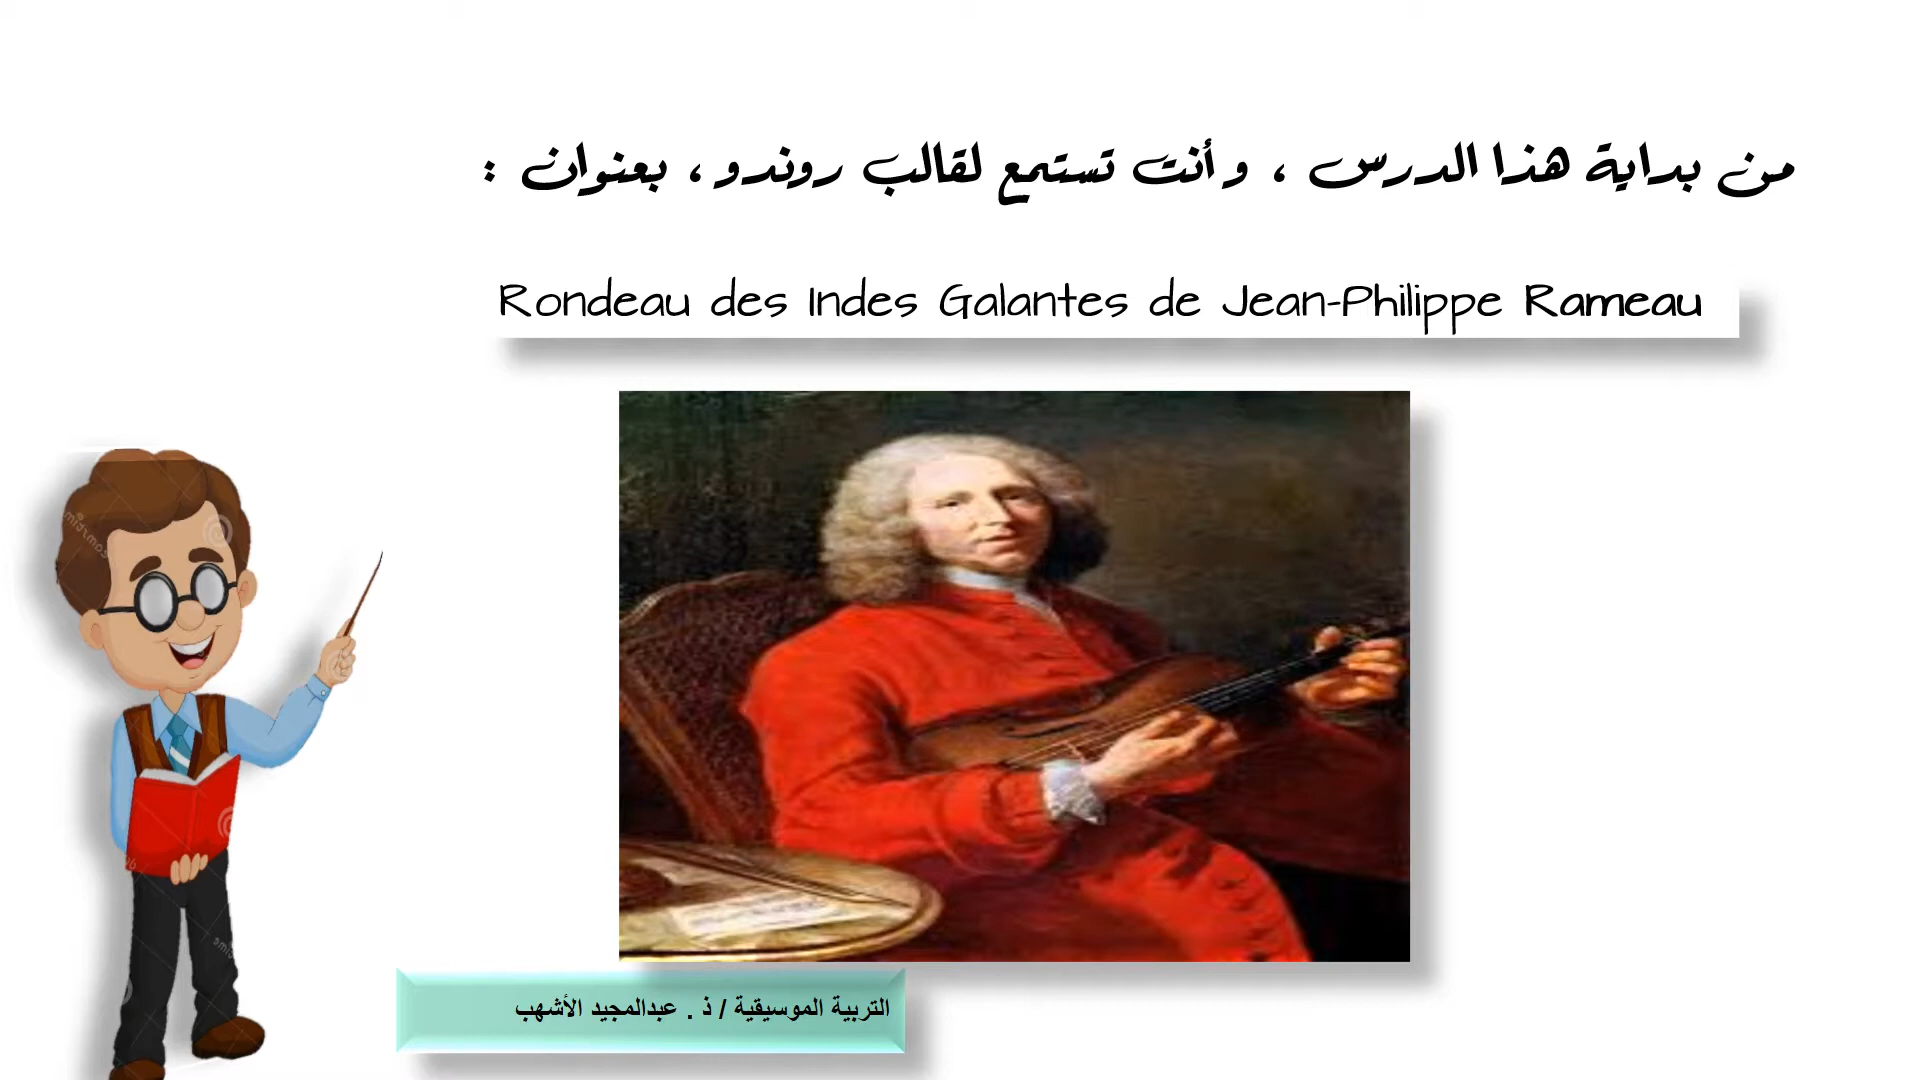 من بداية هذا الدرس ، و أنت تستمع لقالب روندو ، بعنوان :
Rondeau des Indes Galantes de Jean-Philippe Rameau
التربية الموسيقية / ذ . عبدالمجيد الأشهب